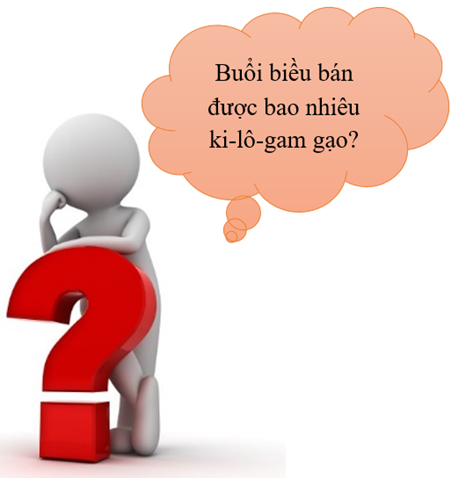 Buổi biều bán
được bao nhiêu
ki-lô-gam gạo?